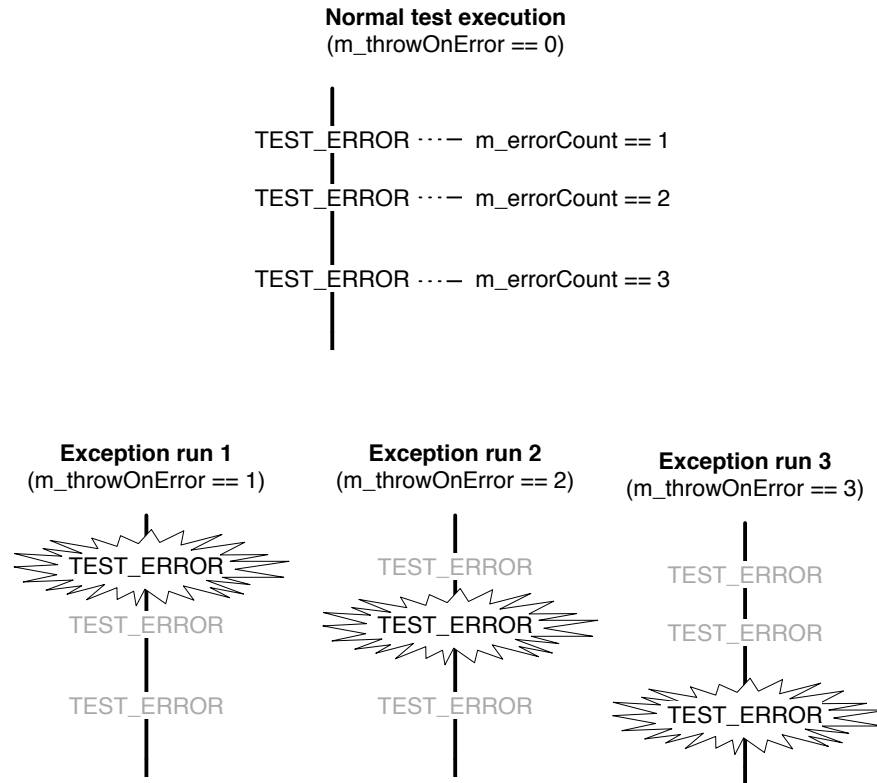 Normal test execution
(m_throwOnError == 0)
TEST_ERROR m_errorCount == 1
TEST_ERROR m_errorCount == 2
TEST_ERROR m_errorCount == 3
Exception run 1
(m_throwOnError == 1)
TEST_ERROR
TEST_ERROR
TEST_ERROR
Exception run 2
(m_throwOnError == 2)
TEST_ERROR
TEST_ERROR
TEST_ERROR
Exception run 3
(m_throwOnError == 3)
TEST_ERROR
TEST_ERROR
TEST_ERROR